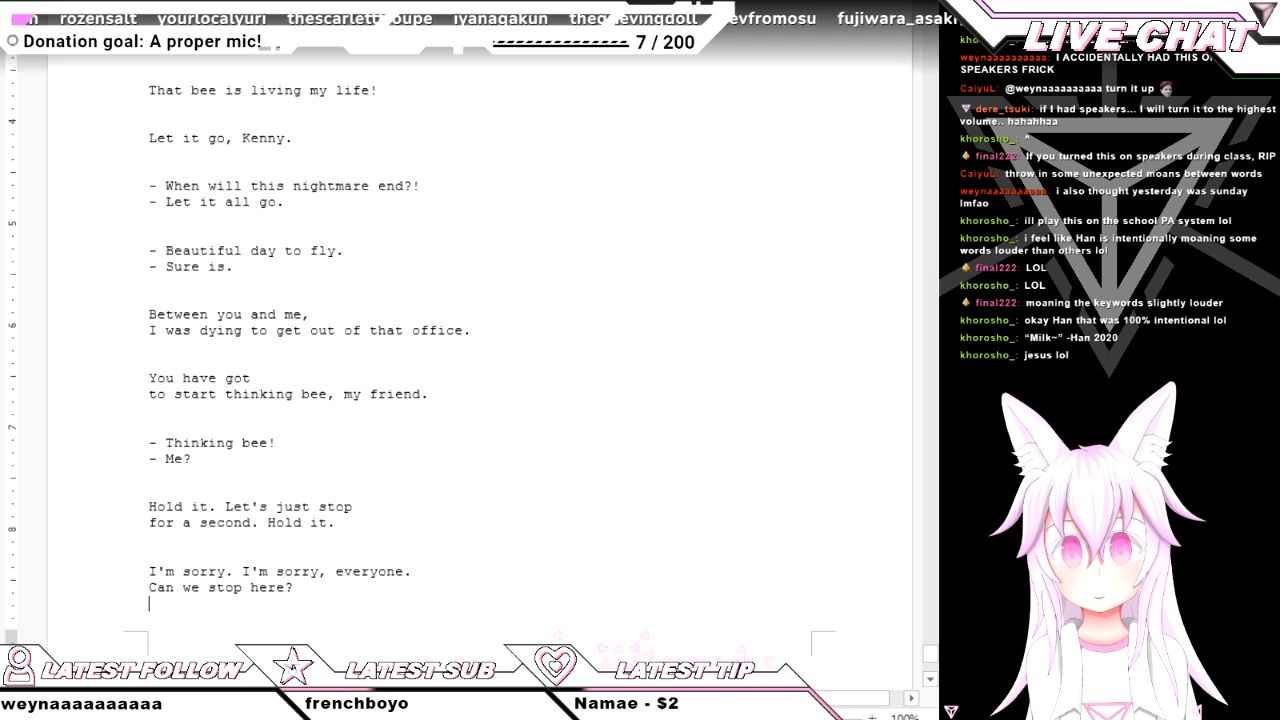 rozensalt yourlocalyuri iyanagakun
Donation goal: A proper mic!
7 / 200
That bee is living my life!
Let it go, Kenny.
- When will this nightmare end?!
- Let it all go.
- Beautiful day to fly.
- Sure is.
Between you and me,
I was dying to get out of that office.
You have got
to start thinking bee, my friend.
- Thinking bee!
- Me?
Hold it. Let's just stop
for a second. Hold it.
I'm sorry. I'm sorry, everyone.
Can we stop here?
4
5
6
7
8
100%
LATEST FOLLOW
weynaaaaaaaaaa
LATEST SUB
frenchboyo
LATEST TIP
Namae - $2
LIVE CHAT
weynaaaaaaaaaa: I ACCIDENTALLY HAD THIS
SPEAKERS FRICK
CaiyuL: @weynaaaaaaaaaa turn it up
dere_tsuki: if I had speakers... I will turn it to the highest
volume.. hahahhaa
khorosho_: ^
final222: If you turned this on speakers during class, RIP
CaiyuL: throw in some unexpected moans between words
weynaaaaaaaaaa: i also thought yesterday was sunday
lmfao
khorosho_: ill play this on the school PA system lol
khorosho_: i feel like Han is intentionally moaning some
words louder than others lol
final222: LOL
khorosho_: LOL
final222: moaning the keywords slightly louder
khorosho_: okay Han that was 100% intentional lol
khorosho_: “Milk~” -Han 2020
khorosho_: jesus lol